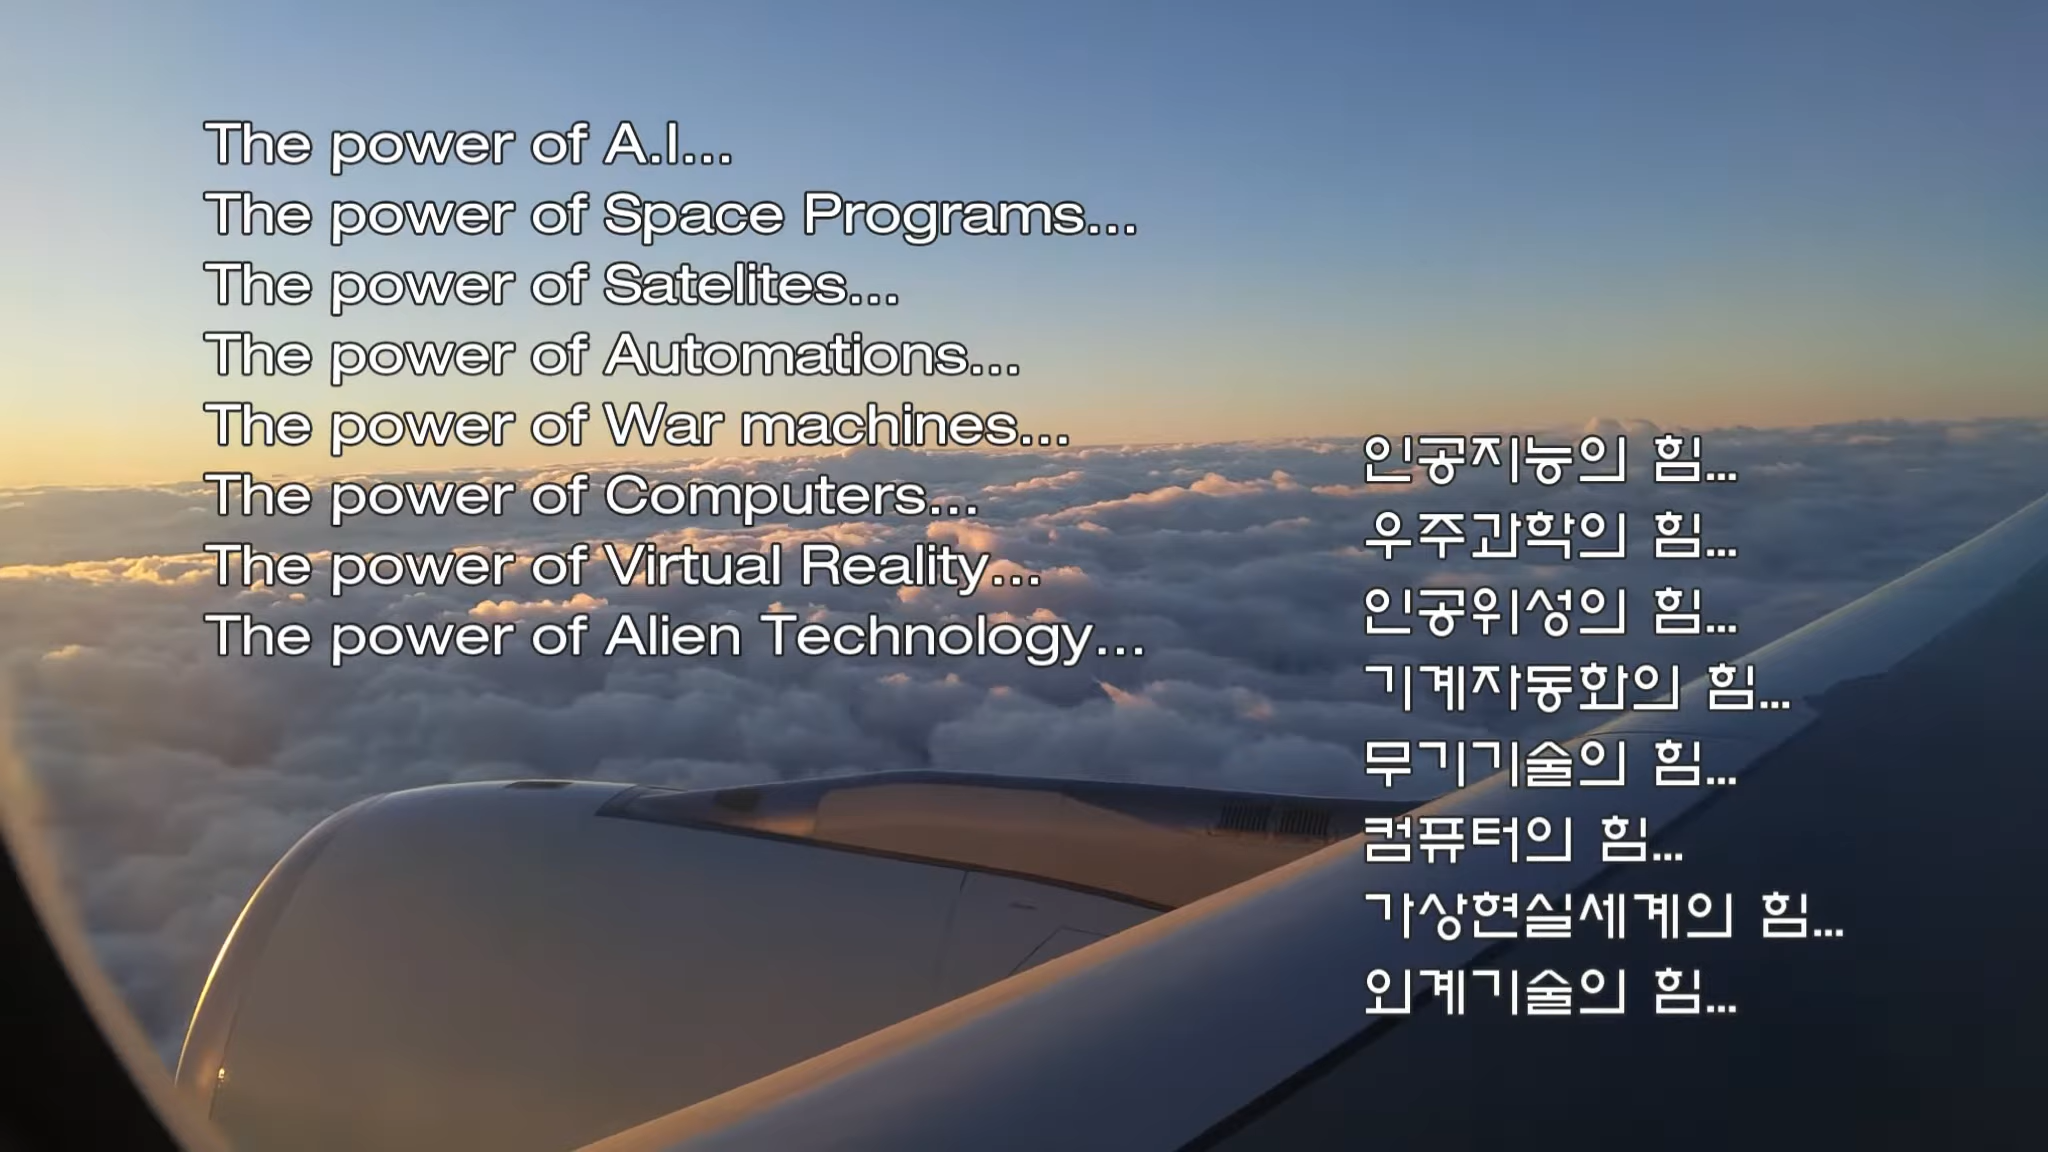 The power of A.I...
The power of Space Programs...
The power of Satelites...
The power of Automations...
The power of War machines...
The power of Computers...
The power of Virtual Reality...
The power of Alien Technology...
인공지능의 힘...
우주과학의 힘...
인공위성의 힘...
기계자동화의 힘...
무기기술의 힘...
컴퓨터의 힘...
가상현실세계의 힘...
외계기술의 힘...